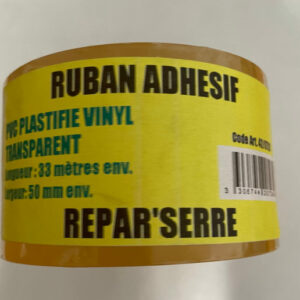 RUBAN ADHESIF
PVC PLASTIFIE VINYL
TRANSPARENT
Longueur : 33 mètres env.
Largeur : 50 mm env.
Code Art.
REPAR'SERRE